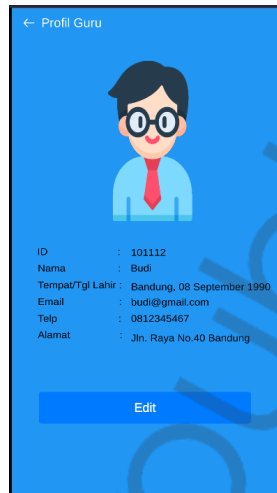 ← Profil Guru
ID : 101112
Nama : Budi
Tempat/Tgl Lahir : Bandung, 08 September 1990
Email : budi@gmail.com
Telp : 0812345467
Alamat : Jln. Raya No.40 Bandung
Edit